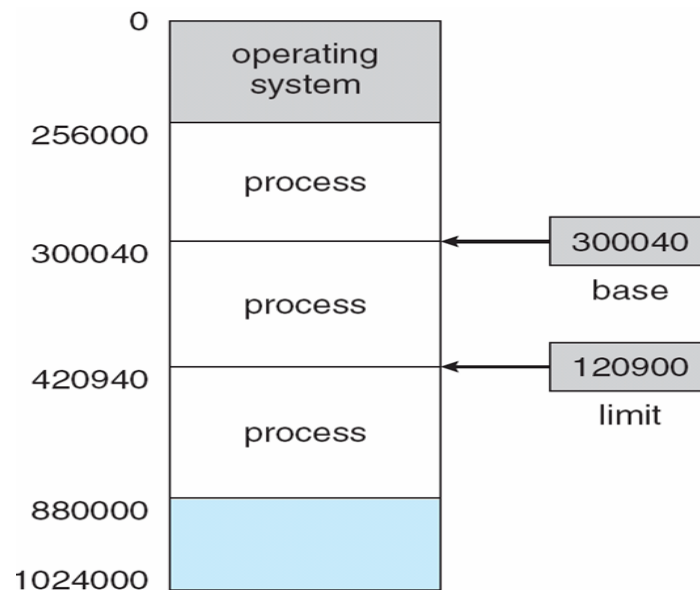 0
operating
system
256000
process
300040
300040
base
process
420940
120900
limit
process
880000
1024000